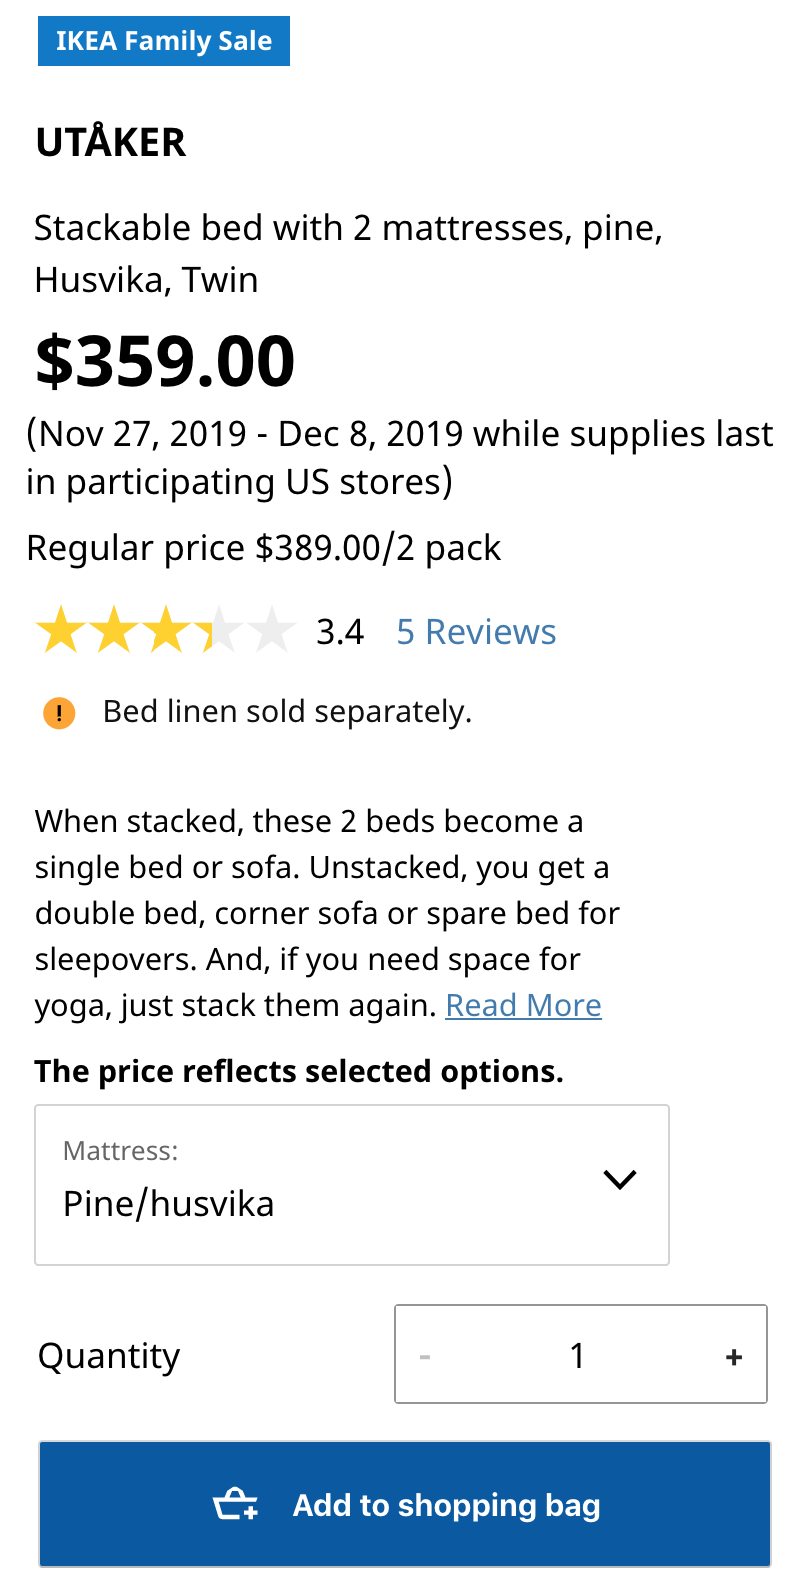 IKEA Family Sale
UTÅKER
Stackable bed with 2 mattresses, pine,
Husvika, Twin
$359.00
(Nov 27, 2019 - Dec 8, 2019 while supplies last
in participating US stores)
Regular price $389.00/2 pack
3.4 5 Reviews
! Bed linen sold separately.
When stacked, these 2 beds become a
single bed or sofa. Unstacked, you get a
double bed, corner sofa or spare bed for
sleepovers. And, if you need space for
yoga, just stack them again. Read More
The price reflects selected options.
Mattress:
Pine/husvika
Quantity - 1 +
Add to shopping bag